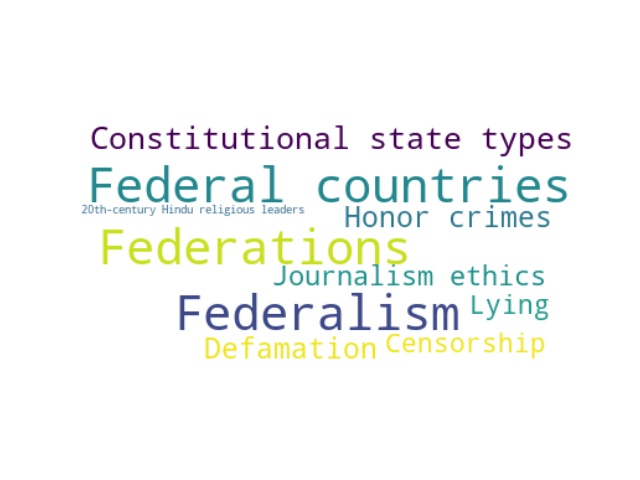 Constitutional state types
Federal countries
20th-century Hindu religious leaders
Honor crimes
Federations
Journalism ethics
Federalism
Lying
Defamation
Censorship